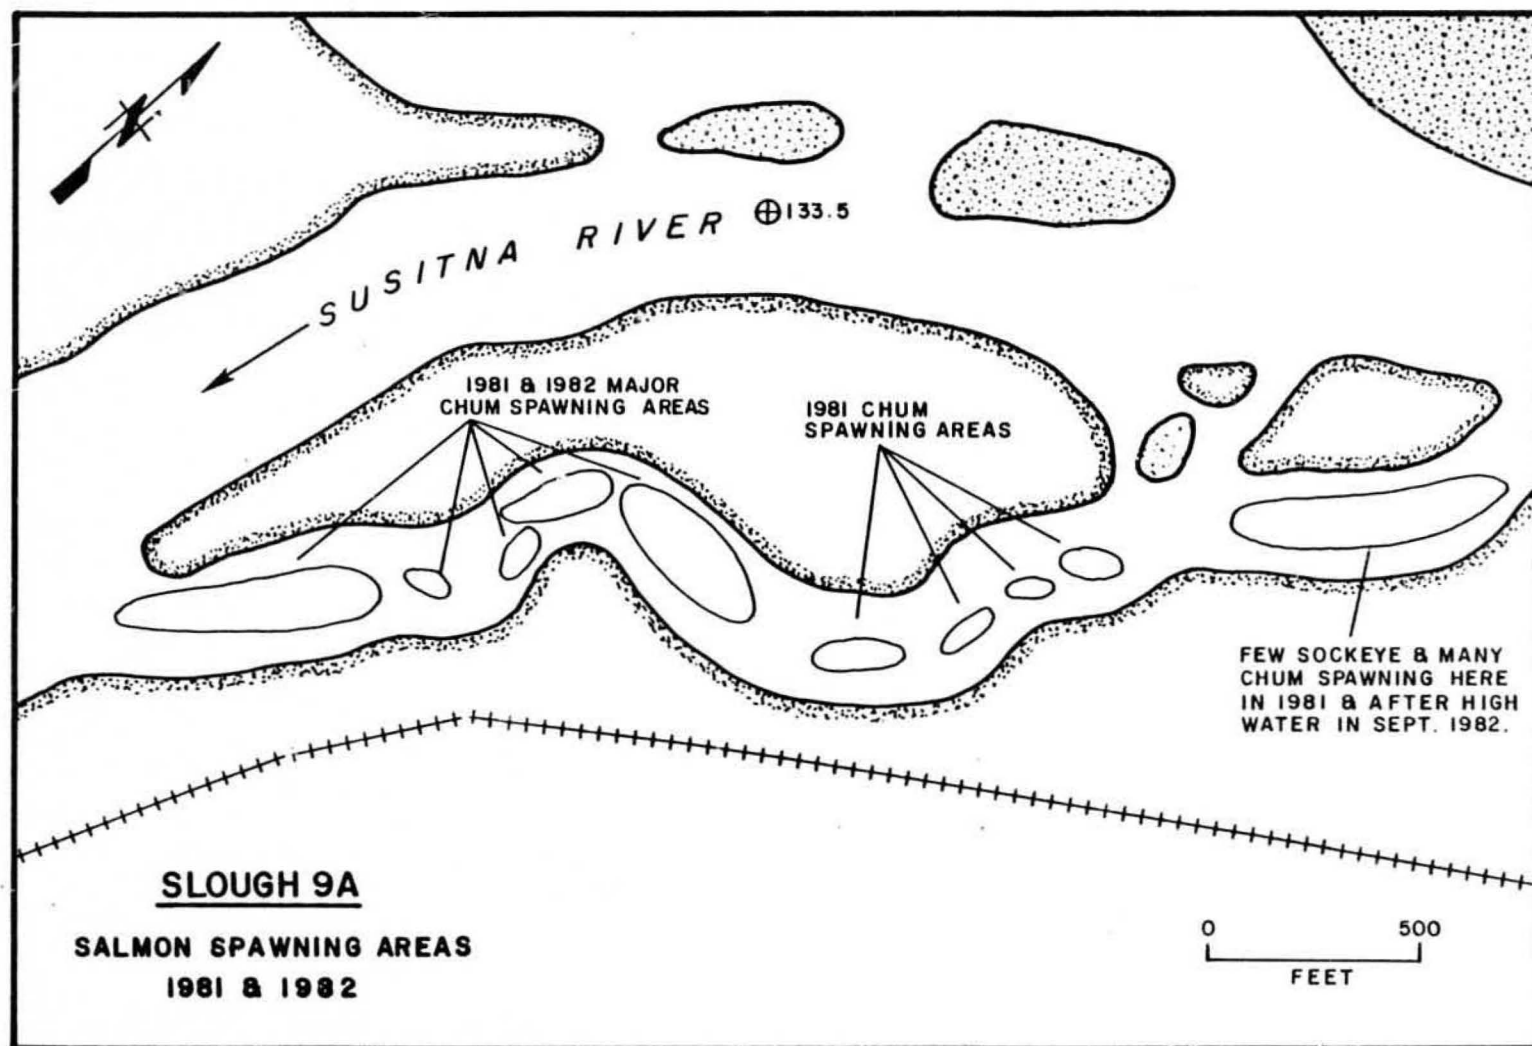 SUSITNA RIVER
⊕133.5
1981 & 1982 MAJOR
CHUM SPAWNING AREAS
1981 CHUM
SPAWNING AREAS
FEW SOCKEYE & MANY
CHUM SPAWNING HERE
IN 1981 & AFTER HIGH
WATER IN SEPT. 1982.
SLOUGH 9A
SALMON SPAWNING AREAS
1981 & 1982
0 500
FEET